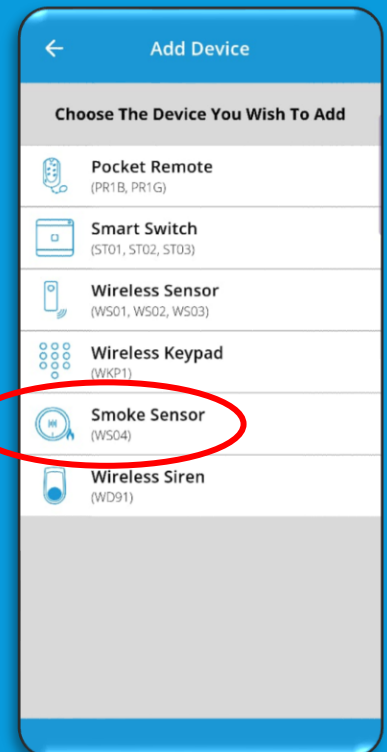 Add Device
Choose The Device You Wish To Add
Pocket Remote
(PR1B, PR1G)
Smart Switch
(ST01, ST02, ST03)
Wireless Sensor
(WS01, WS02, WS03)
Wireless Keypad
(WKP1)
Smoke Sensor
(WS04)
Wireless Siren
(WD91)